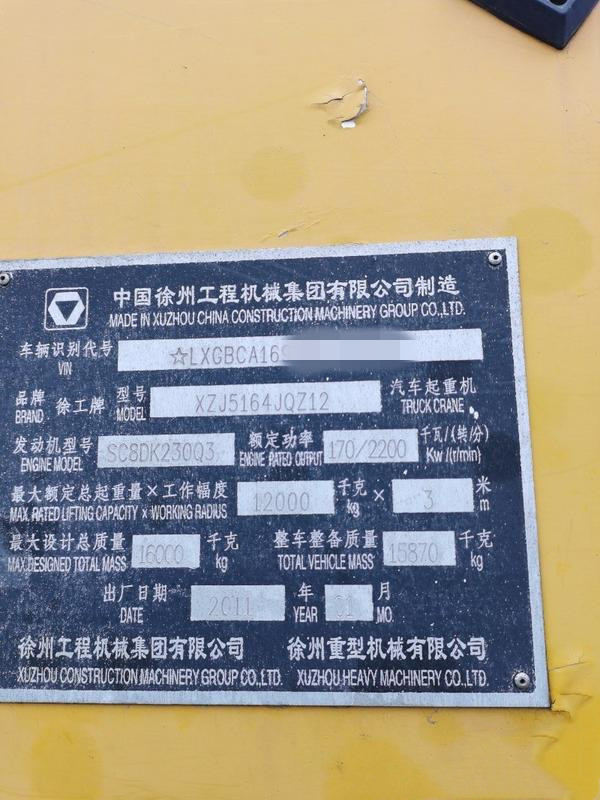 中国徐州工程机械集团有限公司制造
MADE IN XUZHOU CHINA CONSTRUCTION MACHINERY GROUP CO.,LTD.
车辆识别代号 ☆LXGBCA16
VIN
品牌 徐工牌 型号 XZJ5164JQZ12 汽车起重机
BRAND MODEL TRUCK CRANE
发动机型号 SC8DK230Q3 额定功率 170/2200 千瓦/(转/分)
ENGINE MODEL ENGINE RATED OUTPUT Kw/(r/min)
最大额定总起重量×工作幅度 12000 千克 × 3 米
MAX. RATED LIFTING CAPACITY x WORKING RADIUS kg m
最大设计总质量 16000 千克 整车整备质量 15870 千克
MAX.DESIGNED TOTAL MASS kg TOTAL VEHICLE MASS kg
出厂日期 2011 年 01 月
DATE YEAR MO.
徐州工程机械集团有限公司 徐州重型机械有限公司
XUZHOU CONSTRUCTION MACHINERY GROUP CO.,LTD. XUZHOU HEAVY MACHINERY CO.,LTD.